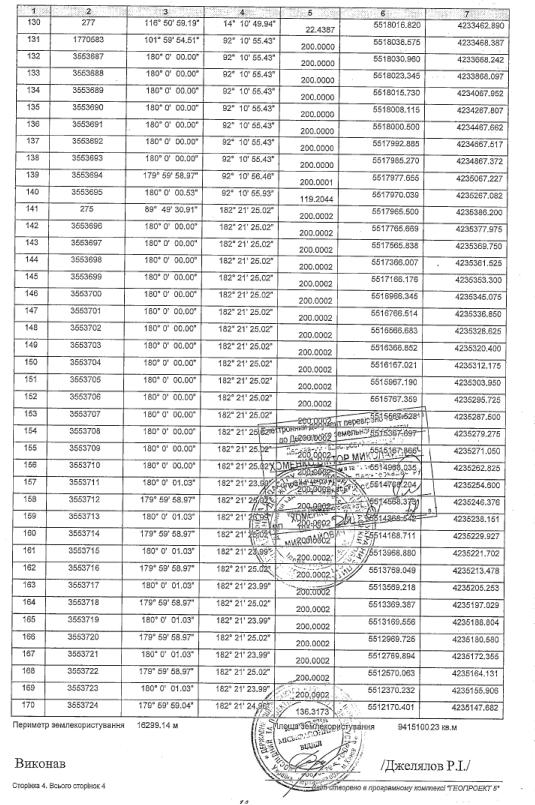 1 2 3 4 5 6 7
130 277 116° 50' 59.19" 14° 10' 49.94" 22.4387 5518016.820 4233462.890
131 1770583 101° 59' 54.51" 92° 10' 55.43" 200.0000 5518038.575 4233468.387
132 3553687 180° 0' 00.00" 92° 10' 55.43" 200.0000 5518030.960 4233668.242
133 3553688 180° 0' 00.00" 92° 10' 55.43" 200.0000 5518023.345 4233868.097
134 3553689 180° 0' 00.00" 92° 10' 55.43" 200.0000 5518015.730 4234067.952
135 3553690 180° 0' 00.00" 92° 10' 55.43" 200.0000 5518008.115 4234267.807
136 3553691 180° 0' 00.00" 92° 10' 55.43" 200.0000 5518000.500 4234467.662
137 3553692 180° 0' 00.00" 92° 10' 55.43" 200.0000 5517992.885 4234667.517
138 3553693 180° 0' 00.00" 92° 10' 55.43" 200.0000 5517985.270 4234867.372
139 3553694 179° 59' 58.97" 92° 10' 56.46" 200.0001 5517977.655 4235067.227
140 3553695 180° 0' 00.53" 92° 10' 55.93" 119.2044 5517970.039 4235267.082
141 275 89° 49' 30.91" 182° 21' 25.02" 200.0002 5517965.500 4235386.200
142 3553696 180° 0' 00.00" 182° 21' 25.02" 200.0002 5517765.669 4235377.975
143 3553697 180° 0' 00.00" 182° 21' 25.02" 200.0002 5517565.838 4235369.750
144 3553698 180° 0' 00.00" 182° 21' 25.02" 200.0002 5517366.007 4235361.525
145 3553699 180° 0' 00.00" 182° 21' 25.02" 200.0002 5517166.176 4235353.300
146 3553700 180° 0' 00.00" 182° 21' 25.02" 200.0002 5516966.345 4235345.075
147 3553701 180° 0' 00.00" 182° 21' 25.02" 200.0002 5516766.514 4235336.850
148 3553702 180° 0' 00.00" 182° 21' 25.02" 200.0002 5516566.683 4235328.625
149 3553703 180° 0' 00.00" 182° 21' 25.02" 200.0002 5516366.852 4235320.400
150 3553704 180° 0' 00.00" 182° 21' 25.02" 200.0002 5516167.021 4235312.175
151 3553705 180° 0' 00.00" 182° 21' 25.02" 200.0002 5515967.190 4235303.950
152 3553706 180° 0' 00.00" 182° 21' 25.02" 200.0002 5515767.359 4235295.725
153 3553707 180° 0' 00.00" 182° 21' 25.02" 200.0002 5515567.528 4235287.500
154 3553708 180° 0' 00.00" 182° 21' 25.02" 200.0002 5515367.697 4235279.275
155 3553709 180° 0' 00.00" 182° 21' 25.02" 200.0002 5515167.866 4235271.050
156 3553710 180° 0' 00.00" 182° 21' 25.02" 200.0002 5514968.035 4235262.825
157 3553711 180° 0' 01.03" 182° 21' 23.99" 200.0002 5514768.204 4235254.600
158 3553712 179° 59' 58.97" 182° 21' 25.02" 200.0002 5514568.373 4235246.376
159 3553713 180° 0' 01.03" 182° 21' 23.99" 200.0002 5514368.542 4235238.151
160 3553714 179° 59' 58.97" 182° 21' 25.02" 200.0002 5514168.711 4235229.927
161 3553715 180° 0' 01.03" 182° 21' 23.99" 200.0002 5513968.880 4235221.702
162 3553716 179° 59' 58.97" 182° 21' 25.02" 200.0002 5513769.049 4235213.478
163 3553717 180° 0' 01.03" 182° 21' 23.99" 200.0002 5513569.218 4235205.253
164 3553718 179° 59' 58.97" 182° 21' 25.02" 200.0002 5513369.387 4235197.029
165 3553719 180° 0' 01.03" 182° 21' 23.99" 200.0002 5513169.556 4235188.804
166 3553720 179° 59' 58.97" 182° 21' 25.02" 200.0002 5512969.725 4235180.580
167 3553721 180° 0' 01.03" 182° 21' 23.99" 200.0002 5512769.894 4235172.355
168 3553722 179° 59' 58.97" 182° 21' 25.02" 200.0002 5512570.063 4235164.131
169 3553723 180° 0' 01.03" 182° 21' 23.99" 200.0002 5512370.232 4235155.906
170 3553724 179° 59' 59.04" 182° 21' 24.96" 136.3173 5512170.401 4235147.682
Периметр землекористування 16299.14 м Площа землекористування 9415100.23 кв.м
Виконав /Джелялов Р.І./
Сторінка 4. Всього сторінок 4 створено в програмному комплексі "ГЕОПРОЕКТ 5"